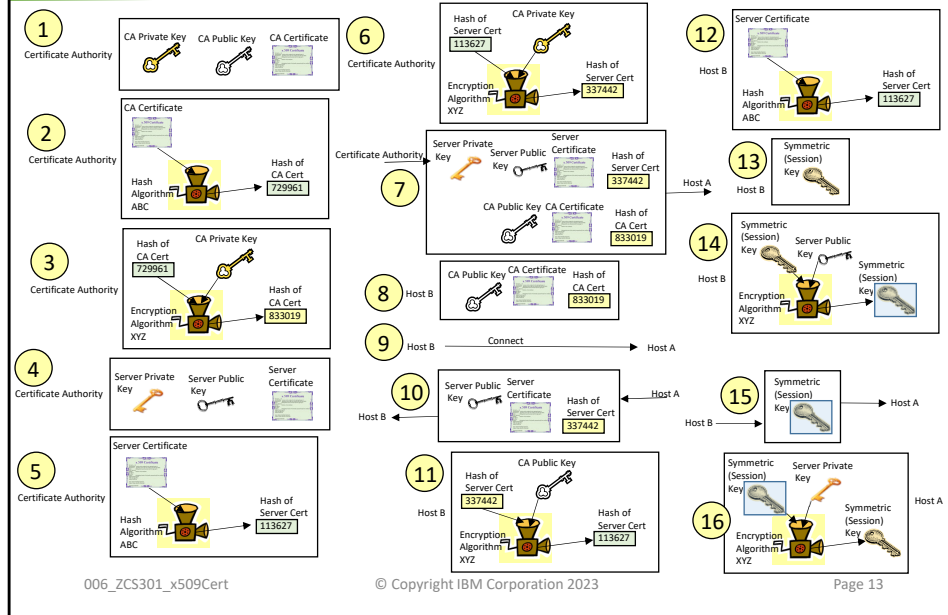 1
Certificate Authority
CA Private Key
CA Public Key
CA Certificate
2
Certificate Authority
CA Certificate
Hash
Algorithm
ABC
Hash of
CA Cert
729961
3
Certificate Authority
Hash of
CA Cert
729961
CA Private Key
Encryption
Algorithm
XYZ
Hash of
CA Cert
833019
4
Certificate Authority
Server Private
Key
Server Public
Key
Server
Certificate
5
Certificate Authority
Server Certificate
Hash
Algorithm
ABC
Hash of
Server Cert
113627
6
Certificate Authority
Hash of
Server Cert
113627
CA Private Key
Encryption
Algorithm
XYZ
Hash of
Server Cert
337442
Certificate Authority
7
Server Private
Key
Server Public
Key
Server
Certificate
Hash of
Server Cert
337442
CA Public Key
CA Certificate
Hash of
CA Cert
833019
Host A
8
Host B
CA Public Key
CA Certificate
Hash of
CA Cert
833019
9
Host B
Connect
Host A
10
Host B
Server Public
Key
Server
Certificate
Hash of
Server Cert
337442
Host A
11
Host B
Hash of
Server Cert
337442
CA Public Key
Encryption
Algorithm
XYZ
Hash of
Server Cert
113627
12
Host B
Server Certificate
Hash
Algorithm
ABC
Hash of
Server Cert
113627
13
Host B
Symmetric
(Session)
Key
14
Host B
Symmetric
(Session)
Key
Server Public
Key
Encryption
Algorithm
XYZ
Symmetric
(Session)
Key
15
Host B
Symmetric
(Session)
Key
Host A
16
Symmetric
(Session)
Key
Server Private
Key
Encryption
Algorithm
XYZ
Symmetric
(Session)
Key
Host A
006_ZCS301_x509Cert
© Copyright IBM Corporation 2023
Page 13